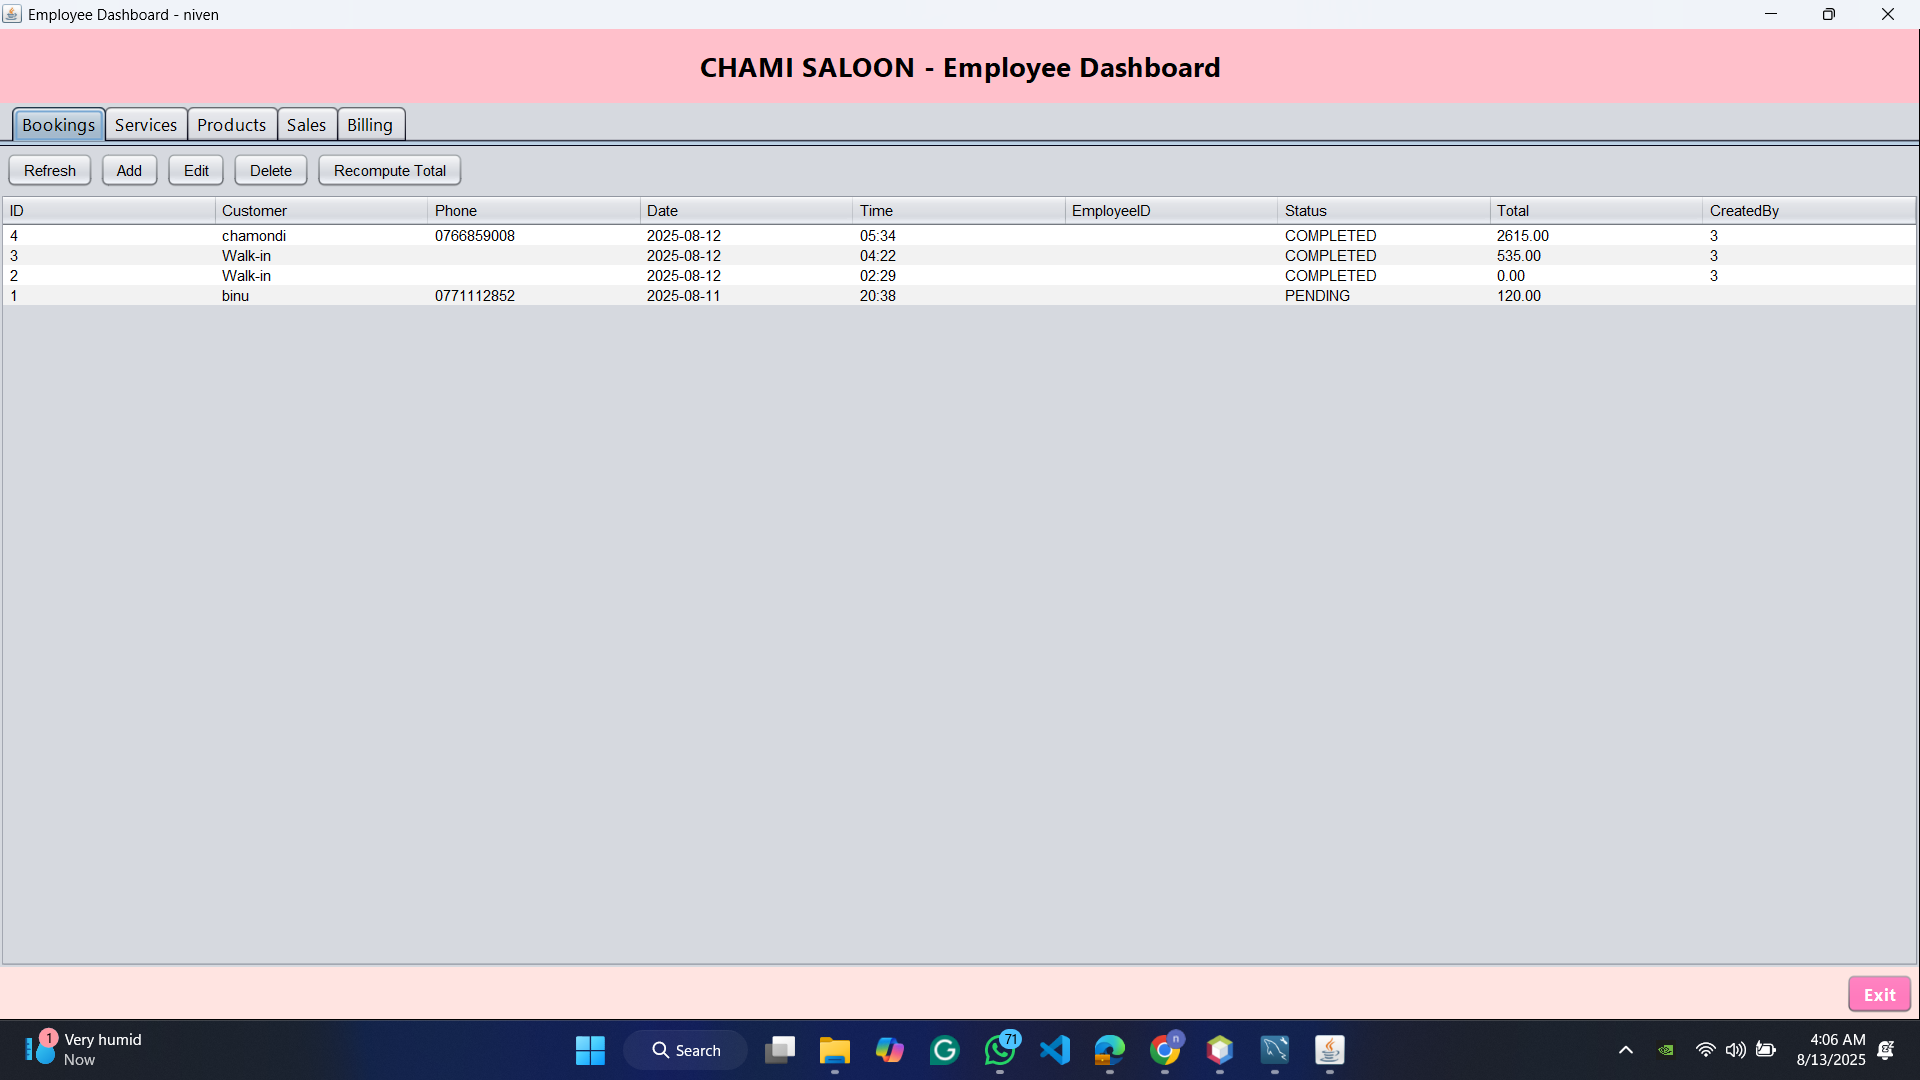 Employee Dashboard - niven
CHAMI SALOON - Employee Dashboard
Bookings Services Products Sales Billing
Refresh Add Edit Delete Recompute Total
ID Customer Phone Date Time EmployeeID Status Total CreatedBy
4 chamondi 0766859008 2025-08-12 05:34 COMPLETED 2615.00 3
3 Walk-in 2025-08-12 04:22 COMPLETED 535.00 3
2 Walk-in 2025-08-12 02:29 COMPLETED 0.00 3
1 binu 0771112852 2025-08-11 20:38 PENDING 120.00
Exit
1 Very humid
Now
Search
71
n
4:06 AM
8/13/2025